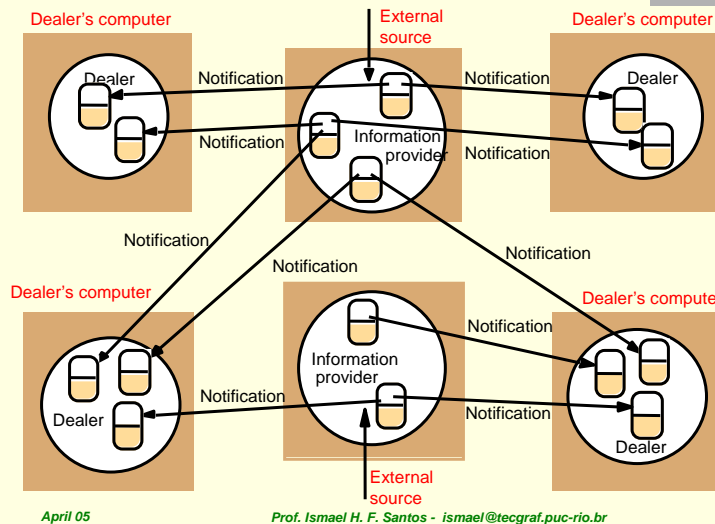 Dealer's computer
External
source
Dealer's computer
Dealer
Notification
Notification
Dealer
Notification
Information
provider
Notification
Notification
Notification
Dealer's computer
Dealer's compute
Notification
Information
provider
Dealer
Notification
Notification
Dealer
External
source
April 05
Prof. Ismael H. F. Santos - ismael@tecgraf.puc-rio.br